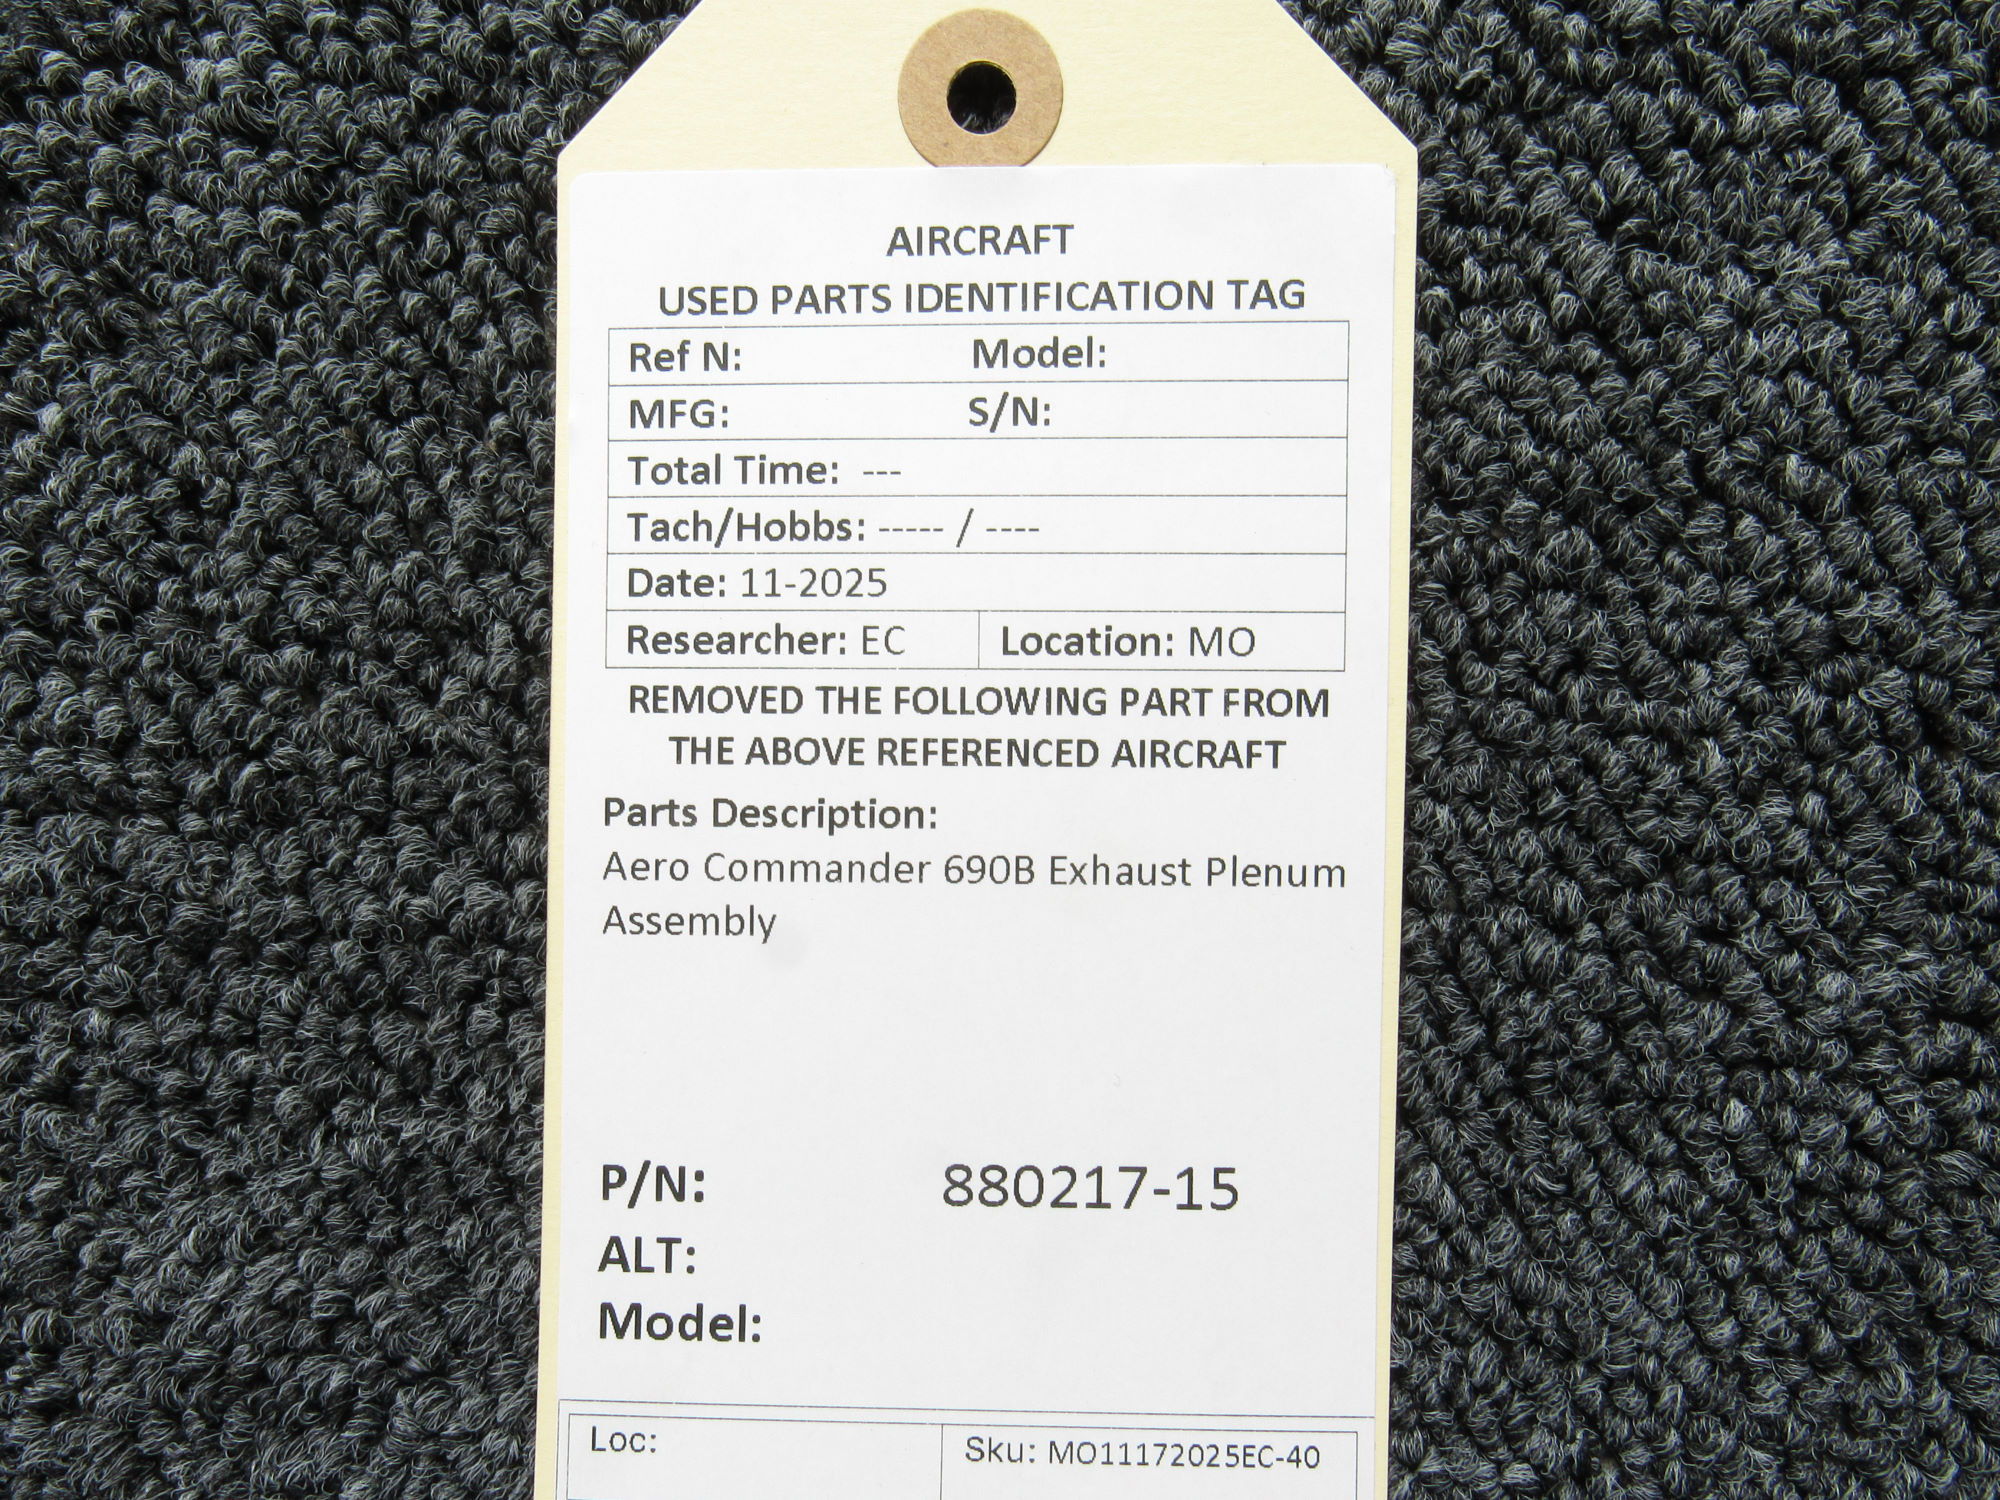 AIRCRAFT
USED PARTS IDENTIFICATION TAG
Ref N: Model:
MFG: S/N:
Total Time: ---
Tach/Hobbs: ----- / ----
Date: 11-2025
Researcher: EC Location: MO
REMOVED THE FOLLOWING PART FROM
THE ABOVE REFERENCED AIRCRAFT
Parts Description:
Aero Commander 690B Exhaust Plenum
Assembly
P/N: 880217-15
ALT:
Model:
Loc: Sku: MO11172025EC-40